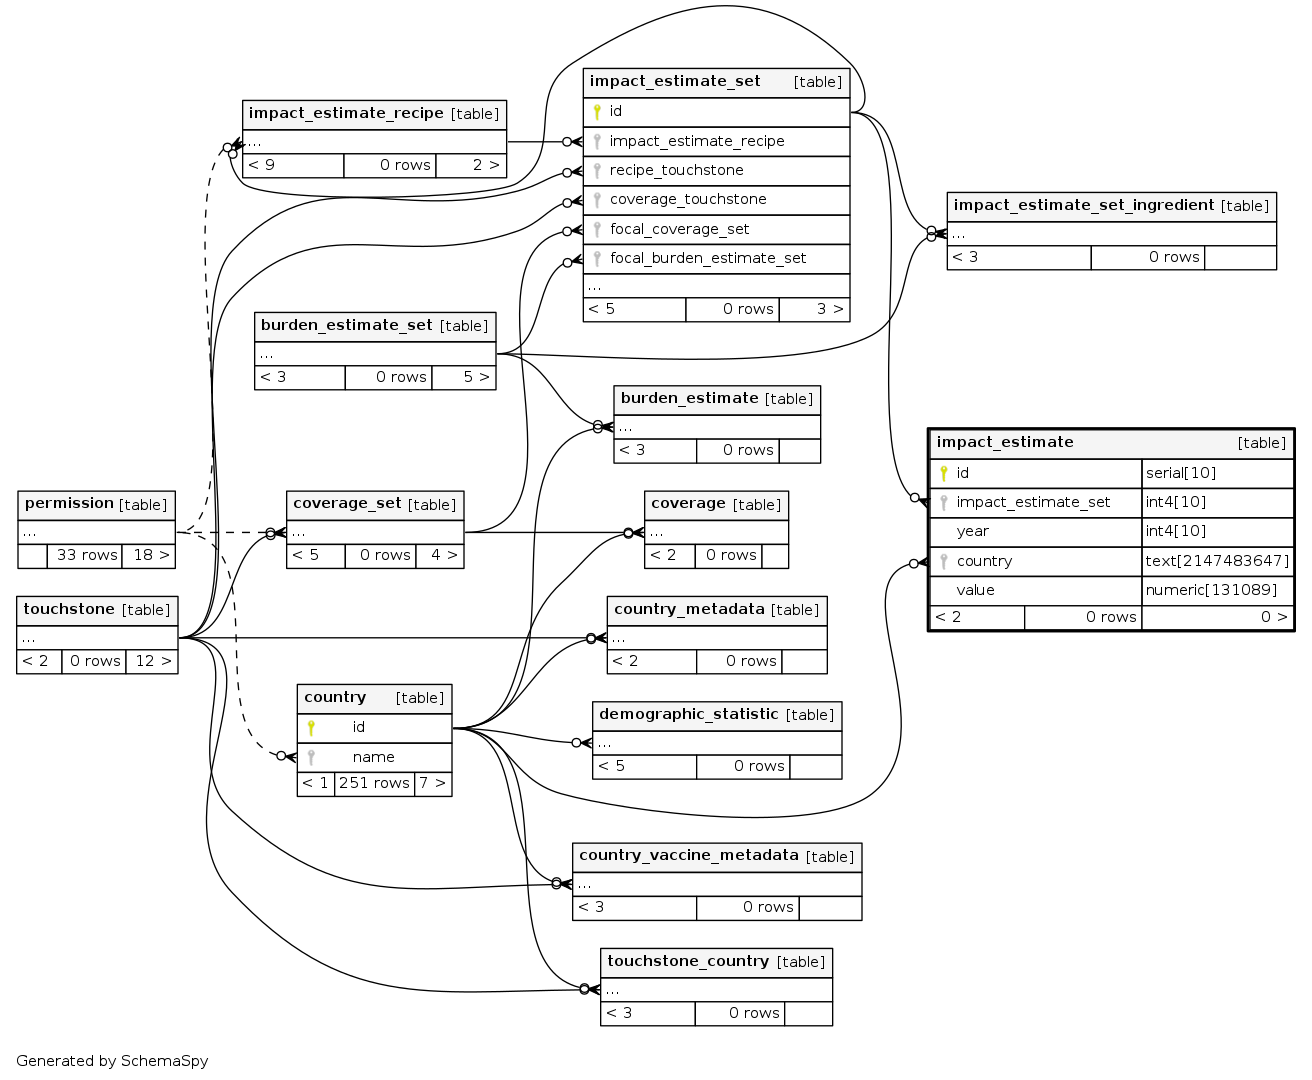 impact_estimate_set [table]
id
impact_estimate_recipe
recipe_touchstone
coverage_touchstone
focal_coverage_set
focal_burden_estimate_set
...
< 5 0 rows 3 >
impact_estimate_recipe [table]
...
< 9 0 rows 2 >
impact_estimate_set_ingredient [table]
...
< 3 0 rows
burden_estimate_set [table]
...
< 3 0 rows 5 >
burden_estimate [table]
...
< 3 0 rows
impact_estimate [table]
id serial[10]
impact_estimate_set int4[10]
year int4[10]
country text[2147483647]
value numeric[131089]
< 2 0 rows 0 >
permission [table]
...
33 rows 18 >
coverage_set [table]
...
< 5 0 rows 4 >
coverage [table]
...
< 2 0 rows
touchstone [table]
...
< 2 0 rows 12 >
country_metadata [table]
...
< 2 0 rows
country [table]
id
name
< 1 251 rows 7 >
demographic_statistic [table]
...
< 5 0 rows
country_vaccine_metadata [table]
...
< 3 0 rows
touchstone_country [table]
...
< 3 0 rows
Generated by SchemaSpy